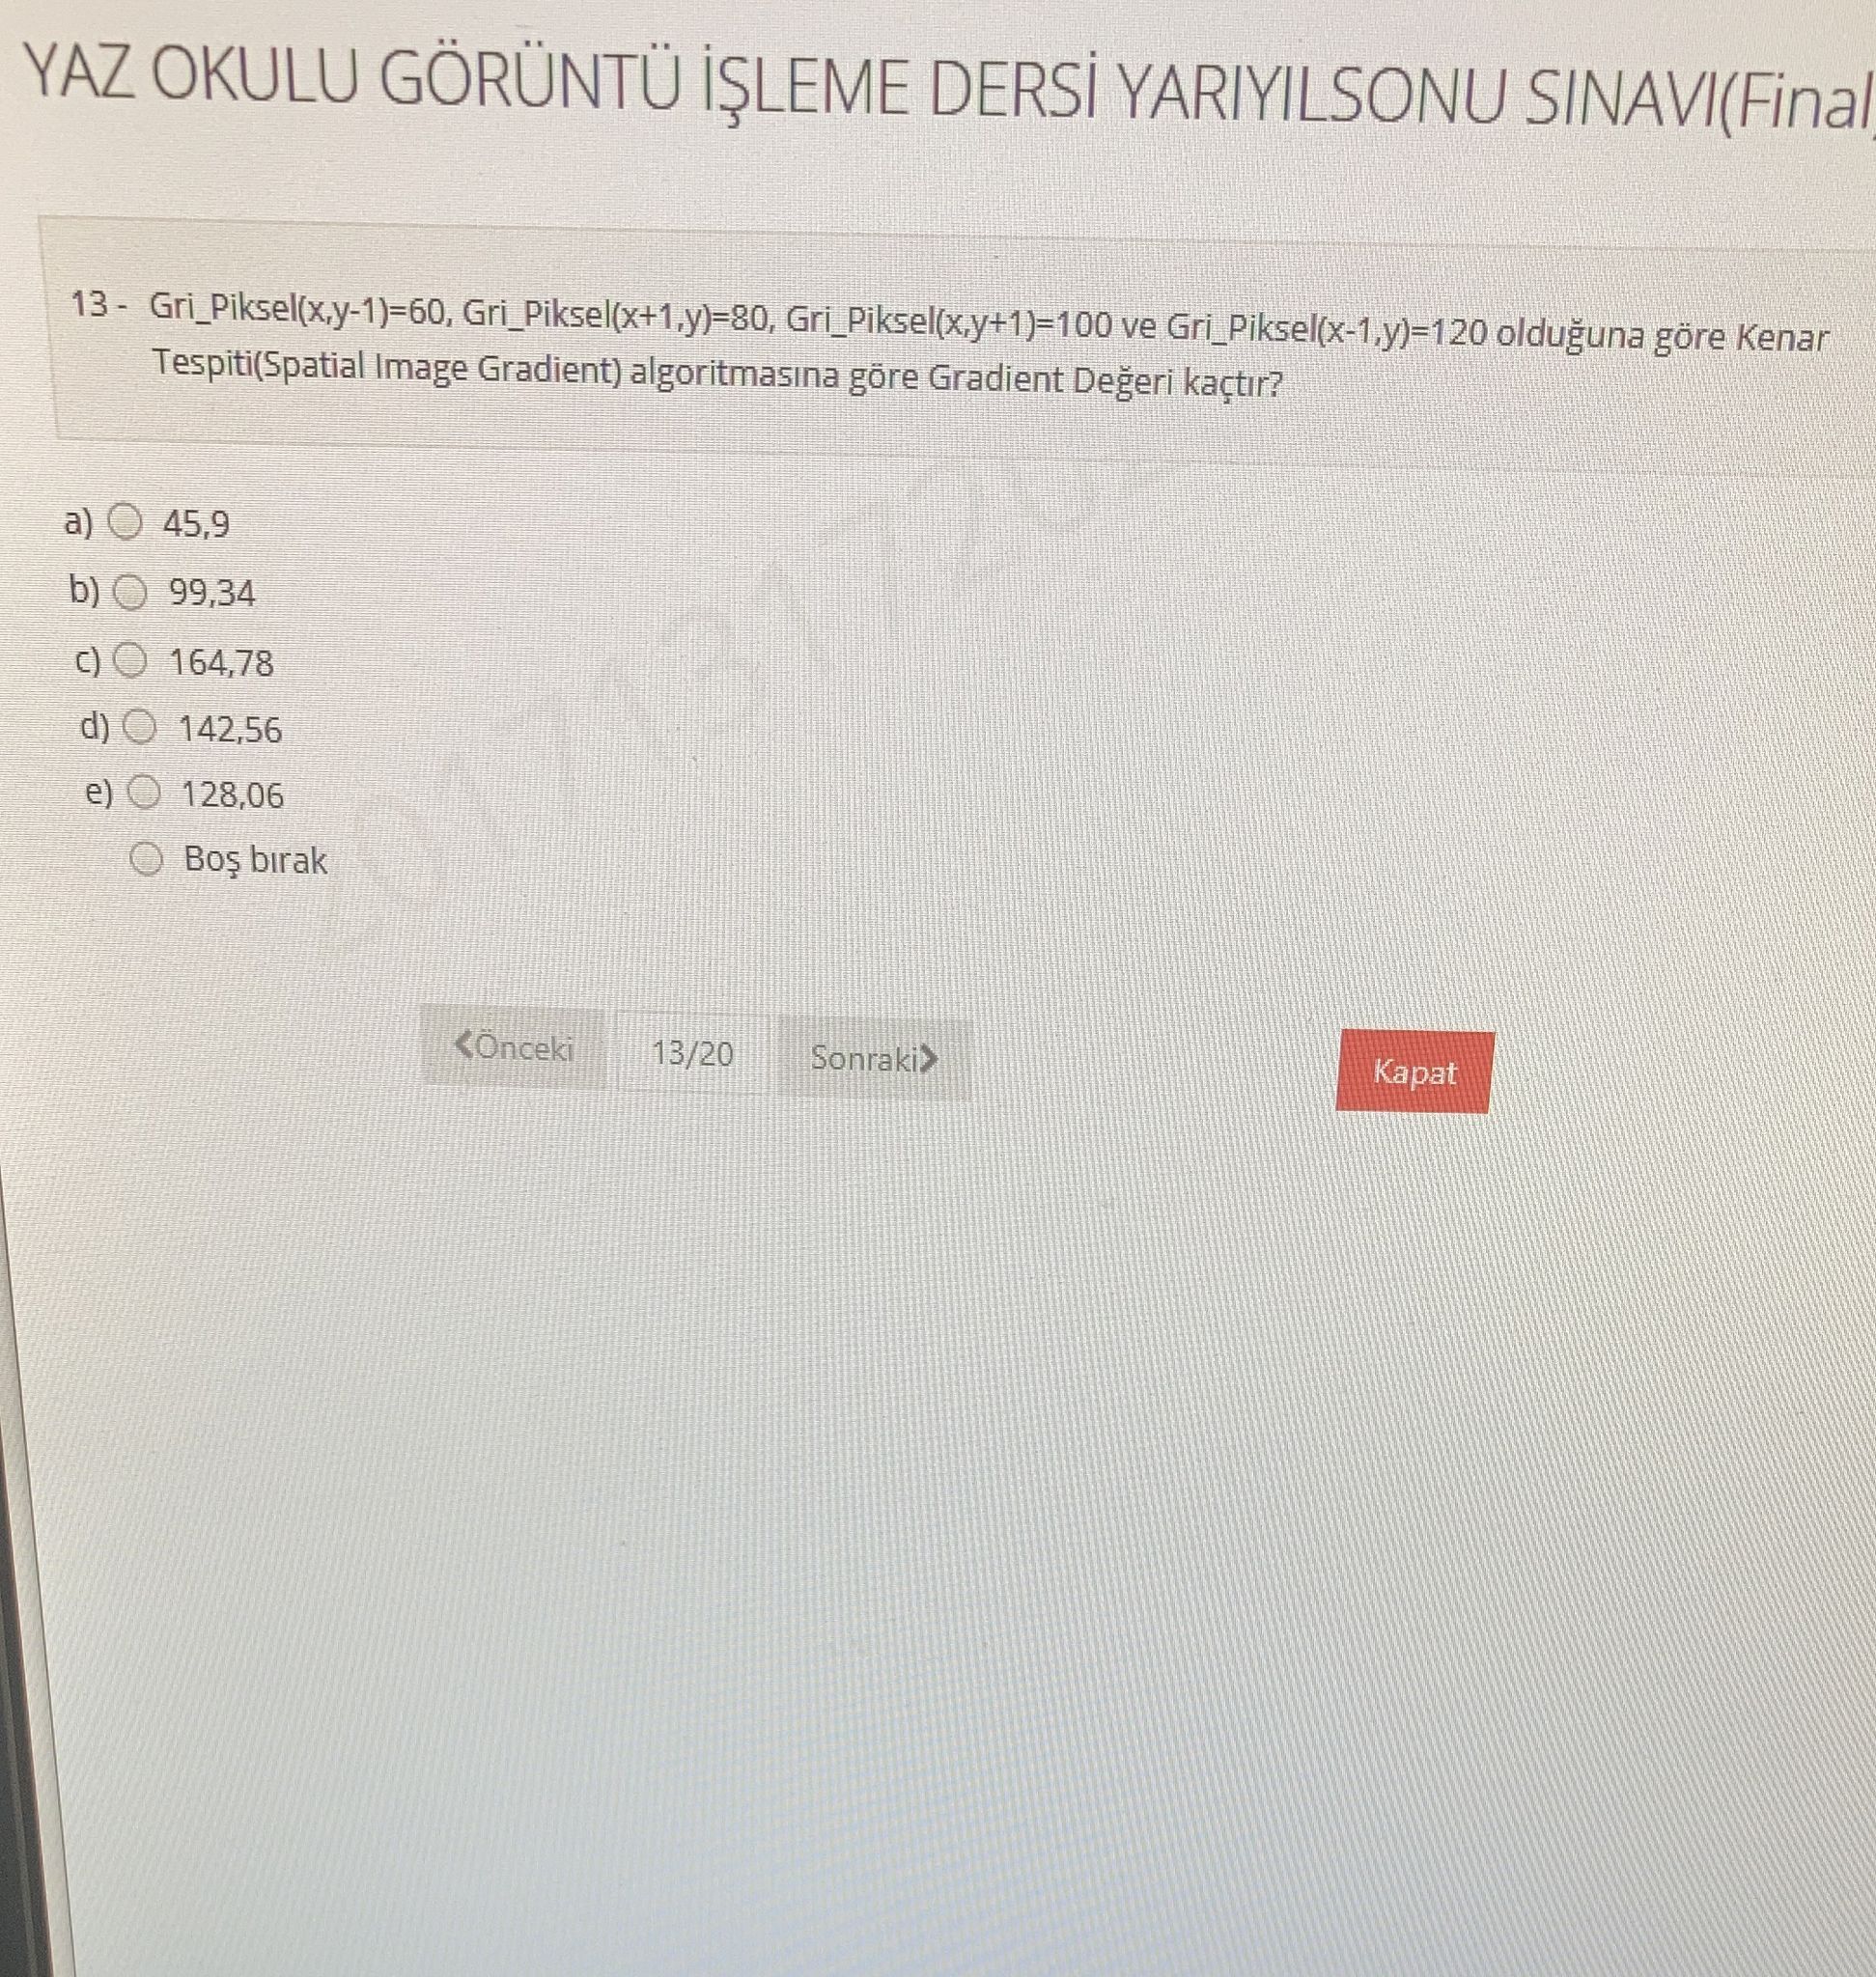 YAZ OKULU GÖRÜNTÜ İŞLEME DERSİ YARIYILSONU SINAVI(Final)
13 - Gri_Piksel(x,y-1)=60, Gri_Piksel(x+1,y)=80, Gri_Piksel(x,y+1)=100 ve Gri_Piksel(x-1,y)=120 olduğuna göre Kenar
Tespiti(Spatial Image Gradient) algoritmasına göre Gradient Değeri kaçtır?
a) 45,9
b) 99,34
c) 164,78
d) 142,56
e) 128,06
Boş bırak
Önceki 13/20 Sonraki
Kapat